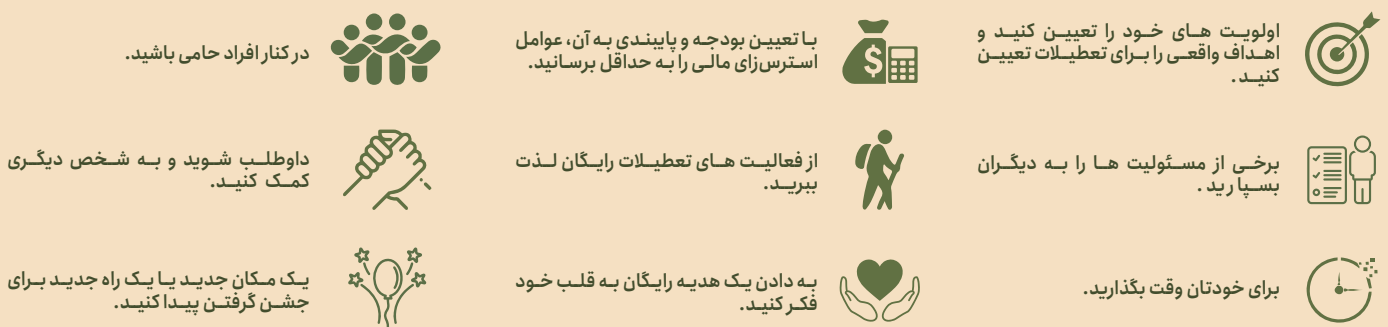 اولویت های خود را تعیین کنید و
اهداف واقعی را برای تعطیلات تعیین
کنید.
با تعیین بودجه و پایبندی به آن، عوامل
استرس‌زای مالی را به حداقل برسانید.
در کنار افراد حامی باشید.
برخی از مسئولیت ها را به دیگران
بسپارید.
از فعالیت های تعطیلات رایگان لذت
ببرید.
داوطلب شوید و به شخص دیگری
کمک کنید.
برای خودتان وقت بگذارید.
به دادن یک هدیه رایگان به قلب خود
فکر کنید.
یک مکان جدید یا یک راه جدید برای
جشن گرفتن پیدا کنید.